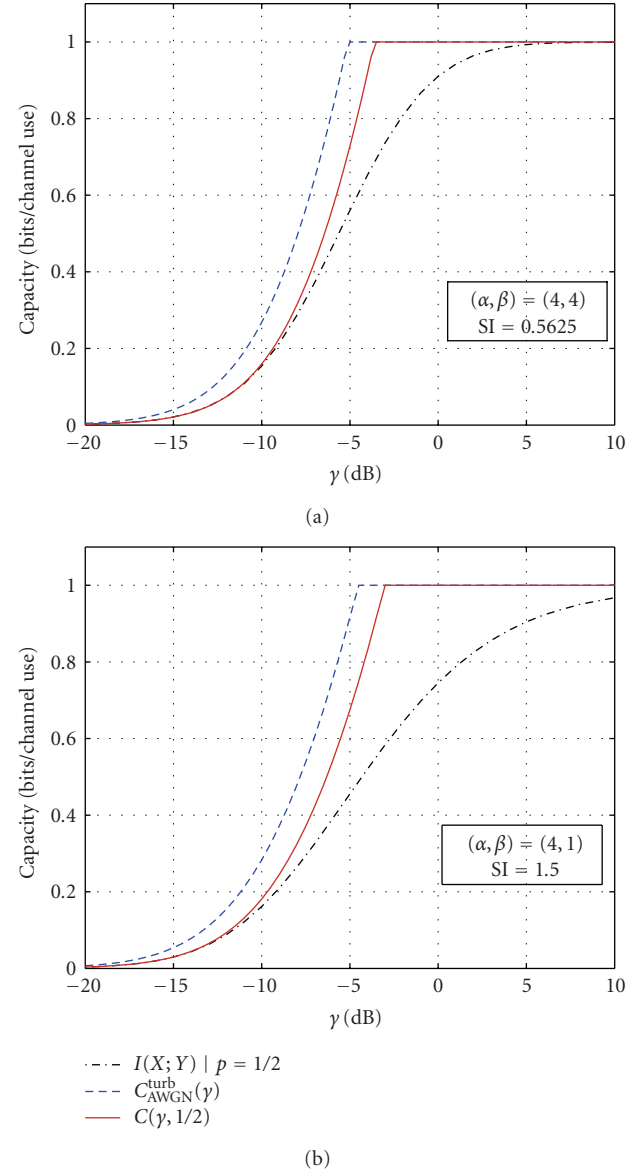 1
0.8
0.6
0.4
0.2
0
Capacity (bits/channel use)
(α, β) = (4, 4)
SI = 0.5625
−20 −15 −10 −5 0 5 10
γ (dB)
(a)
1
0.8
0.6
0.4
0.2
0
Capacity (bits/channel use)
(α, β) = (4, 1)
SI = 1.5
−20 −15 −10 −5 0 5 10
γ (dB)
I(X; Y) | p = 1/2
C^turb_AWGN(γ)
C(γ, 1/2)
(b)